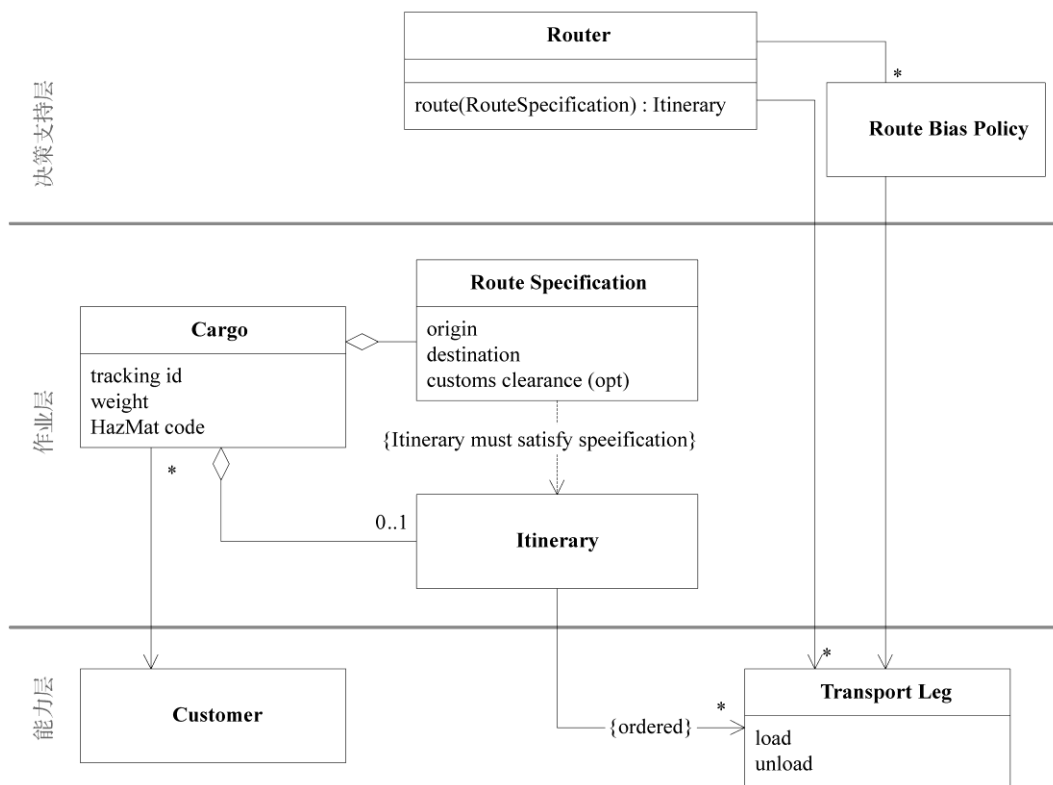 决策支持层
Router
route(RouteSpecification) : Itinerary
*
Route Bias Policy
作业层
Route Specification
origin
destination
customs clearance (opt)
Cargo
tracking id
weight
HazMat code
{Itinerary must satisfy speeification}
*
0..1
Itinerary
能力层
Customer
*
Transport Leg
load
unload
*
{ordered}